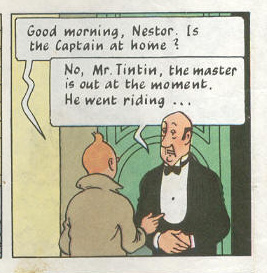 Good morning, Nestor. Is
the Captain at home?
No, Mr. Tintin, the master
is out at the moment.
He went riding ...